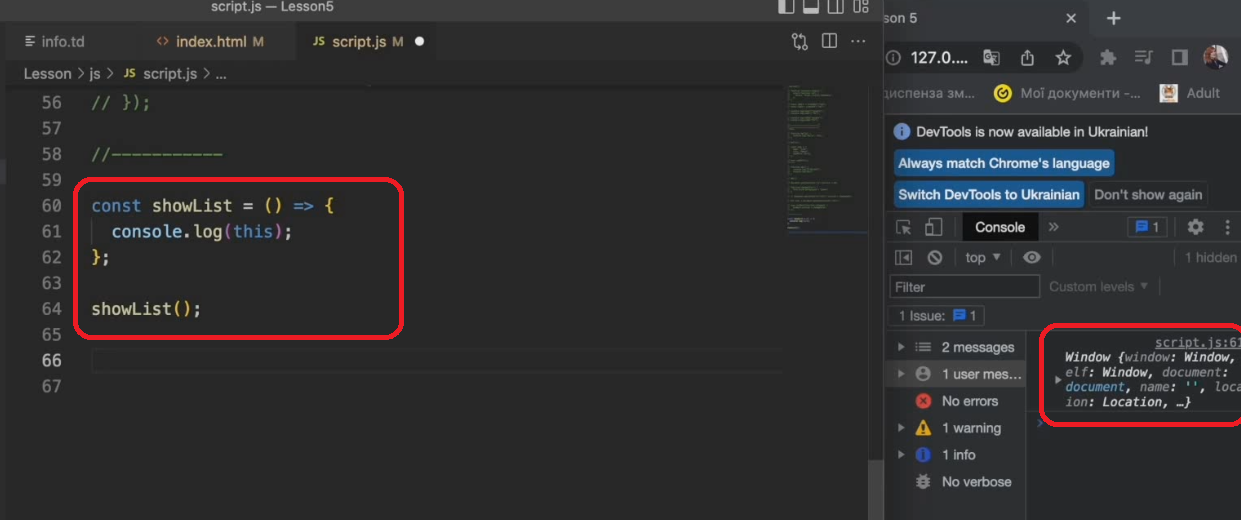 script.js — Lesson5
info.td
index.html M
JS script.js M
Lesson > js > JS script.js > ...
56 // });
57
58 //-----------
59
60 const showList = () => {
61 console.log(this);
62 };
63
64 showList();
65
66
67
son 5
127.0....
диспенза зм...
Мої документи -...
Adult
DevTools is now available in Ukrainian!
Always match Chrome's language
Switch DevTools to Ukrainian
Don't show again
Console
1
top
1 hidden
Filter
Custom levels
1 Issue: 1
2 messages
1 user mes...
No errors
1 warning
1 info
No verbose
script.js:61
Window {window: Window,
elf: Window, document:
document, name: '', loca
ion: Location, …}